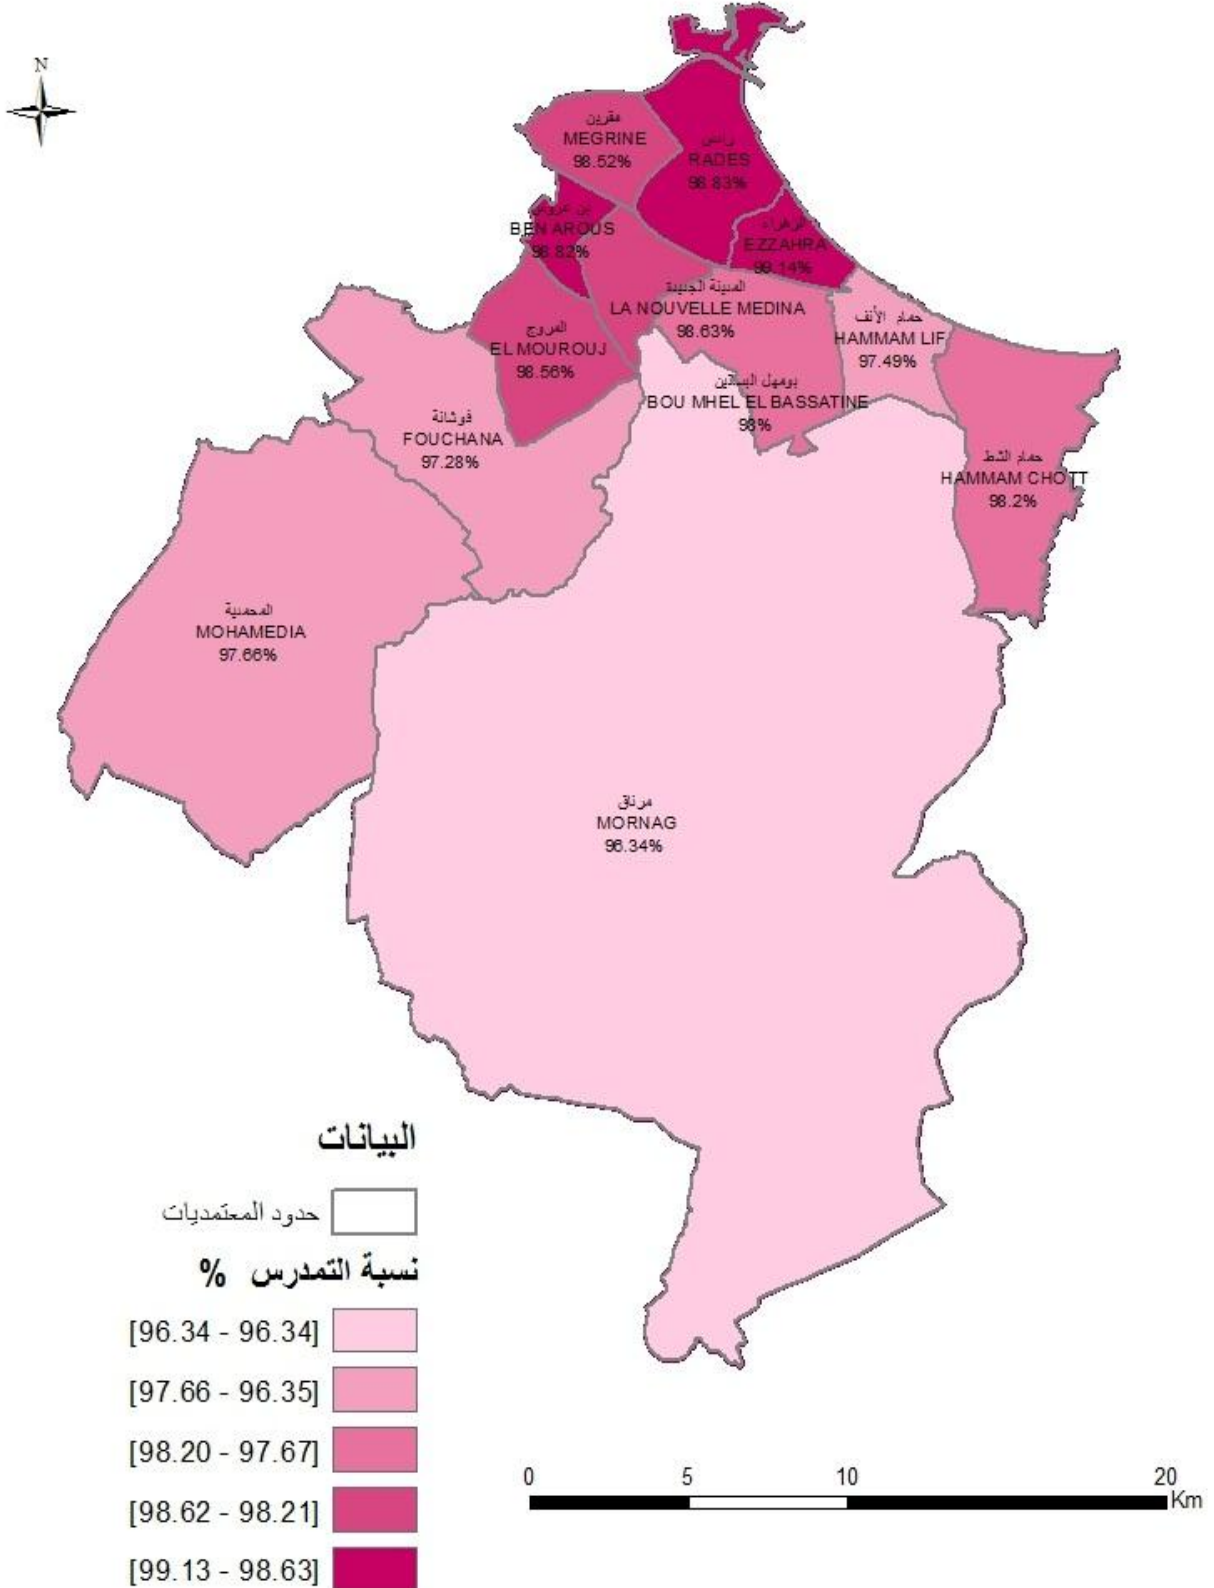 N
مقرين
MEGRINE
98.52%
رادس
RADES
98.83%
بن عروس
BEN AROUS
98.82%
الزهراء
EZZAHRA
99.14%
المدينة الجديدة
LA NOUVELLE MEDINA
98.63%
حمام الأنف
HAMMAM LIF
97.49%
المروج
EL MOUROUJ
98.56%
بومهل البساتين
BOU MHEL EL BASSATINE
98%
فوشانة
FOUCHANA
97.28%
حمام الشط
HAMMAM CHOTT
98.2%
المحمدية
MOHAMEDIA
97.66%
مرناق
MORNAG
96.34%
البيانات
حدود المعتمديات
نسبة التمدرس %
[96.34 - 96.34]
[97.66 - 96.35]
[98.20 - 97.67]
[98.62 - 98.21]
[99.13 - 98.63]
0 5 10 20
Km